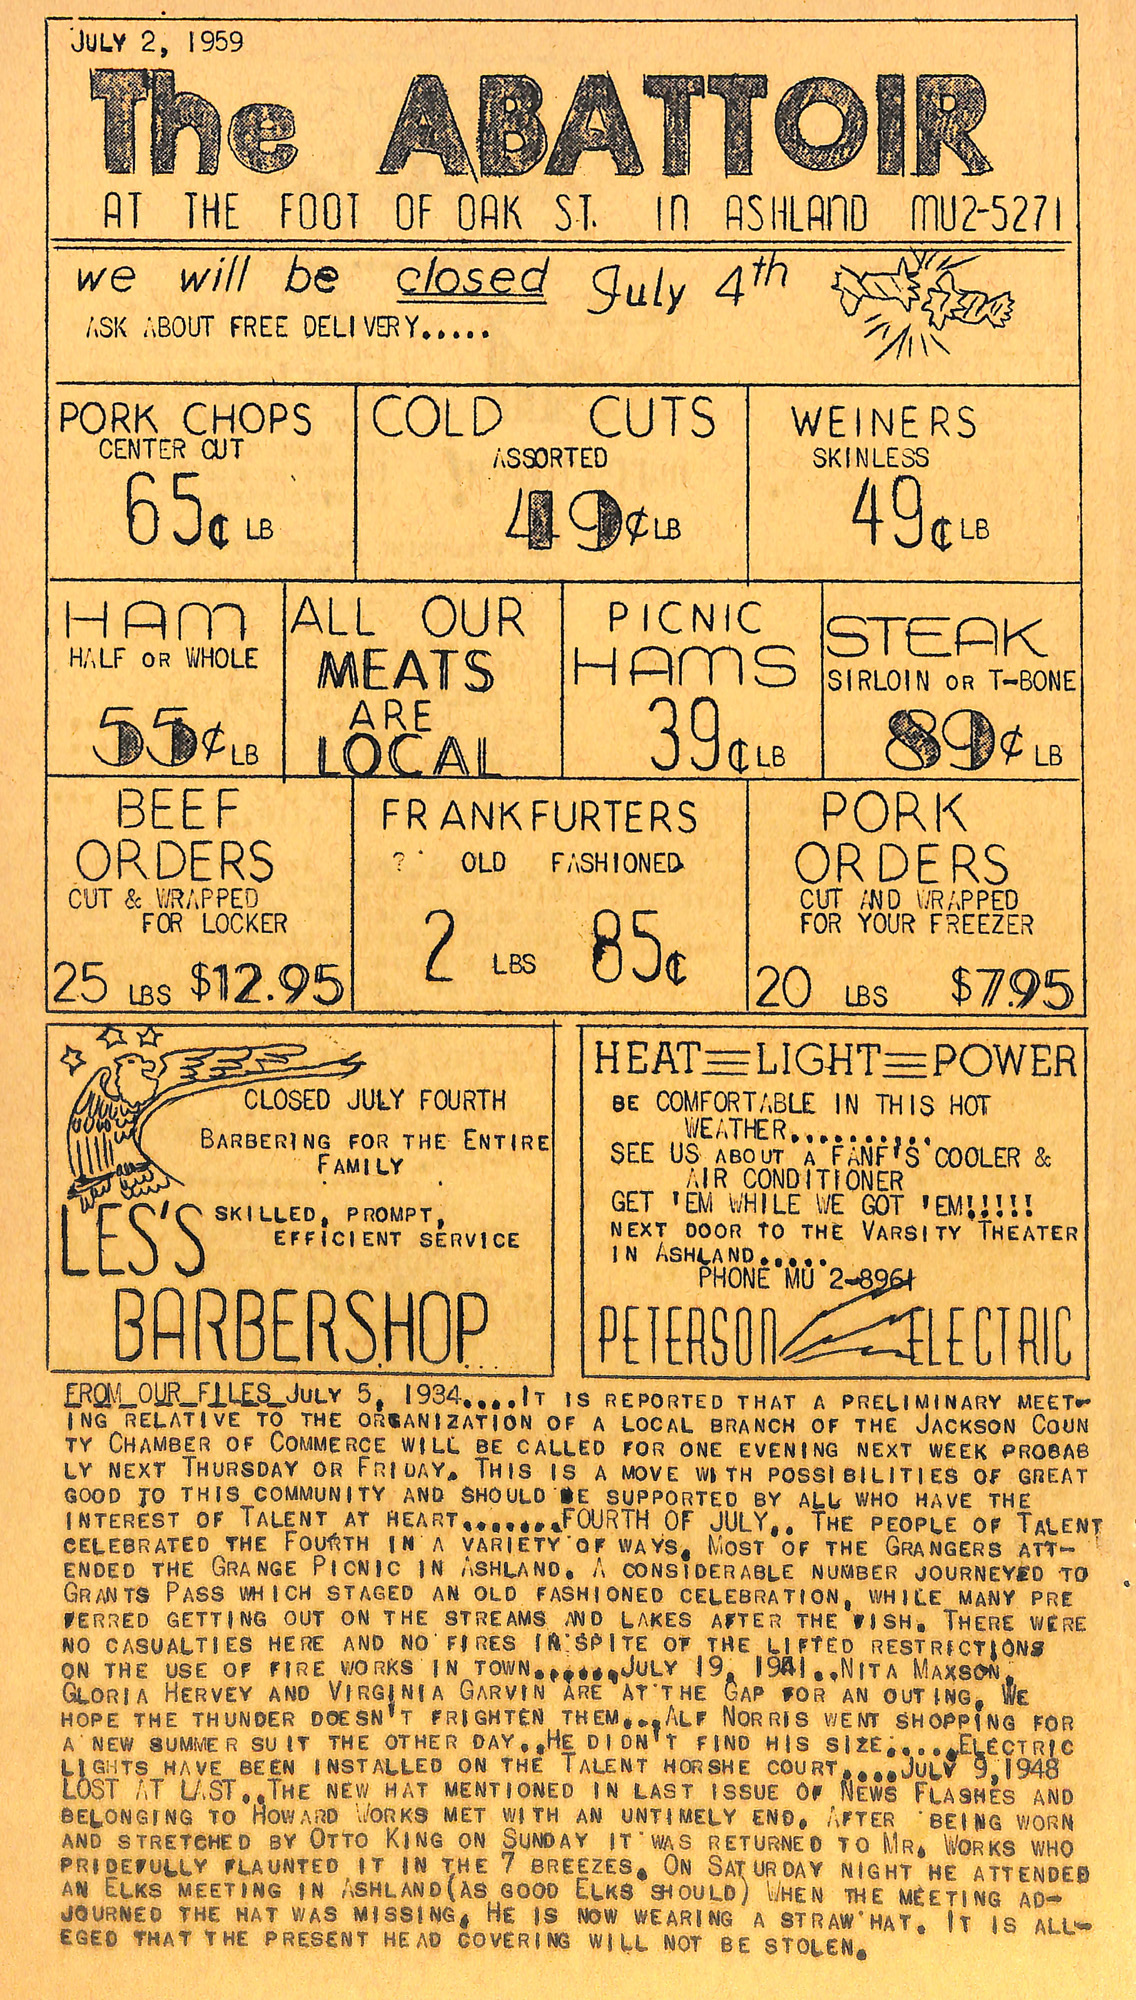 JULY 2, 1959
The ABATTOIR
AT THE FOOT OF OAK ST. IN ASHLAND MU2-5271
we will be closed July 4th
ASK ABOUT FREE DELIVERY.....
PORK CHOPS
CENTER CUT
65¢ LB
COLD CUTS
ASSORTED
49¢ LB
WEINERS
SKINLESS
49¢ LB
HAM
HALF OR WHOLE
55¢ LB
ALL OUR
MEATS
ARE
LOCAL
PICNIC
HAMS
39¢ LB
STEAK
SIRLOIN OR T-BONE
89¢ LB
BEEF
ORDERS
CUT & WRAPPED
FOR LOCKER
25 LBS $12.95
FRANKFURTERS
? OLD FASHIONED
2 LBS 85¢
PORK
ORDERS
CUT AND WRAPPED
FOR YOUR FREEZER
20 LBS $7.95
CLOSED JULY FOURTH
BARBERING FOR THE ENTIRE
FAMILY
LES'S SKILLED, PROMPT,
EFFICIENT SERVICE
BARBERSHOP
HEAT LIGHT POWER
BE COMFORTABLE IN THIS HOT
WEATHER..........
SEE US ABOUT A FANF'S COOLER &
AIR CONDITIONER
GET 'EM WHILE WE GOT 'EM!!!!!
NEXT DOOR TO THE VARSITY THEATER
IN ASHLAND.....
PHONE MU 2-8961
PETERSON ELECTRIC
FROM OUR FILES JULY 5, 1934....IT IS REPORTED THAT A PRELIMINARY MEET-
ING RELATIVE TO THE ORGANIZATION OF A LOCAL BRANCH OF THE JACKSON COUN
TY CHAMBER OF COMMERCE WILL BE CALLED FOR ONE EVENING NEXT WEEK PROBAB
LY NEXT THURSDAY OR FRIDAY. THIS IS A MOVE WITH POSSIBILITIES OF GREAT
GOOD TO THIS COMMUNITY AND SHOULD BE SUPPORTED BY ALL WHO HAVE THE
INTEREST OF TALENT AT HEART........FOURTH OF JULY.. THE PEOPLE OF TALENT
CELEBRATED THE FOURTH IN A VARIETY OF WAYS. MOST OF THE GRANGERS ATT-
ENDED THE GRANGE PICNIC IN ASHLAND. A CONSIDERABLE NUMBER JOURNEYED TO
GRANTS PASS WHICH STAGED AN OLD FASHIONED CELEBRATION, WHILE MANY PRE
FERRED GETTING OUT ON THE STREAMS AND LAKES AFTER THE FISH. THERE WERE
NO CASUALTIES HERE AND NO FIRES IN SPITE OF THE LIFTED RESTRICTIONS
ON THE USE OF FIRE WORKS IN TOWN.......JULY 19, 1941..NITA MAXSON,
GLORIA HERVEY AND VIRGINIA GARVIN ARE AT THE GAP FOR AN OUTING. WE
HOPE THE THUNDER DOESN'T FRIGHTEN THEM...ALF NORRIS WENT SHOPPING FOR
A NEW SUMMER SUIT THE OTHER DAY..HE DIDN'T FIND HIS SIZE......ELECTRIC
LIGHTS HAVE BEEN INSTALLED ON THE TALENT HORSHE COURT....JULY 9,1948
LOST AT LAST..THE NEW HAT MENTIONED IN LAST ISSUE OF NEWS FLASHES AND
BELONGING TO HOWARD WORKS MET WITH AN UNTIMELY END. AFTER BEING WORN
AND STRETCHED BY OTTO KING ON SUNDAY IT WAS RETURNED TO MR. WORKS WHO
PRIDEFULLY FLAUNTED IT IN THE 7 BREEZES. ON SATURDAY NIGHT HE ATTENDED
AN ELKS MEETING IN ASHLAND(AS GOOD ELKS SHOULD) WHEN THE MEETING AD-
JOURNED THE HAT WAS MISSING. HE IS NOW WEARING A STRAW HAT. IT IS ALL-
EGED THAT THE PRESENT HEAD COVERING WILL NOT BE STOLEN.